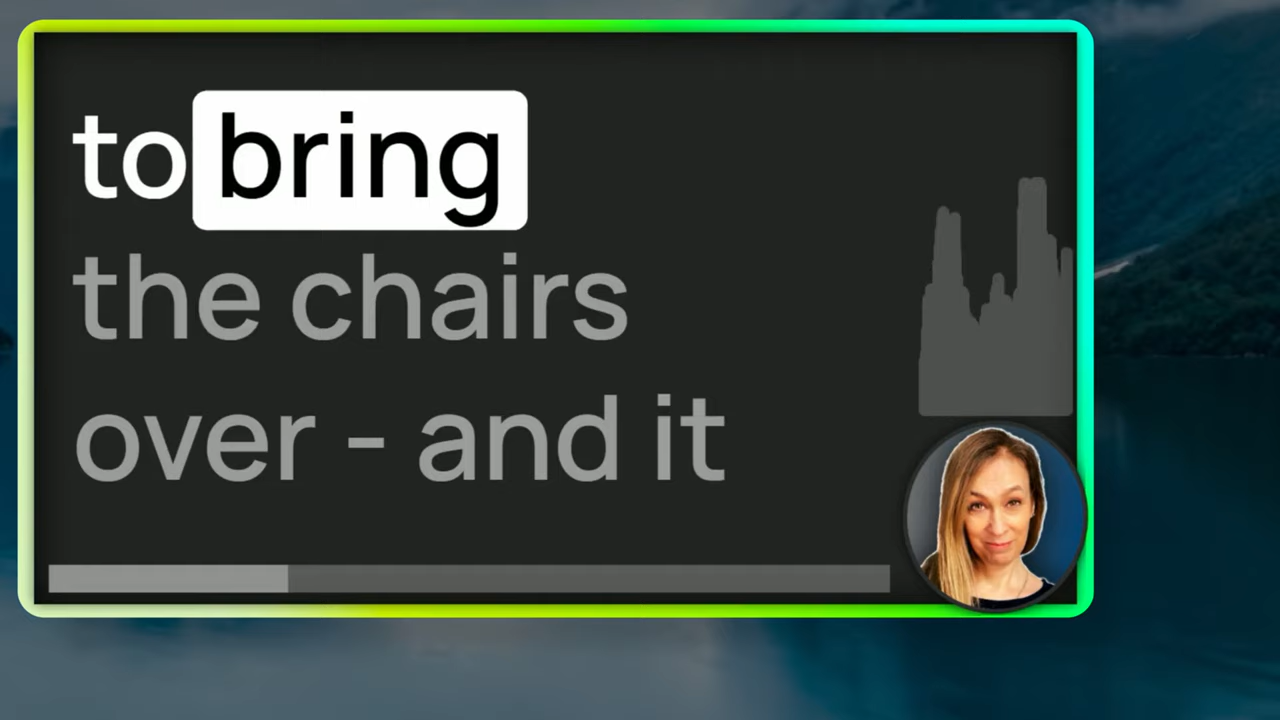 to bring
the chairs
over - and it